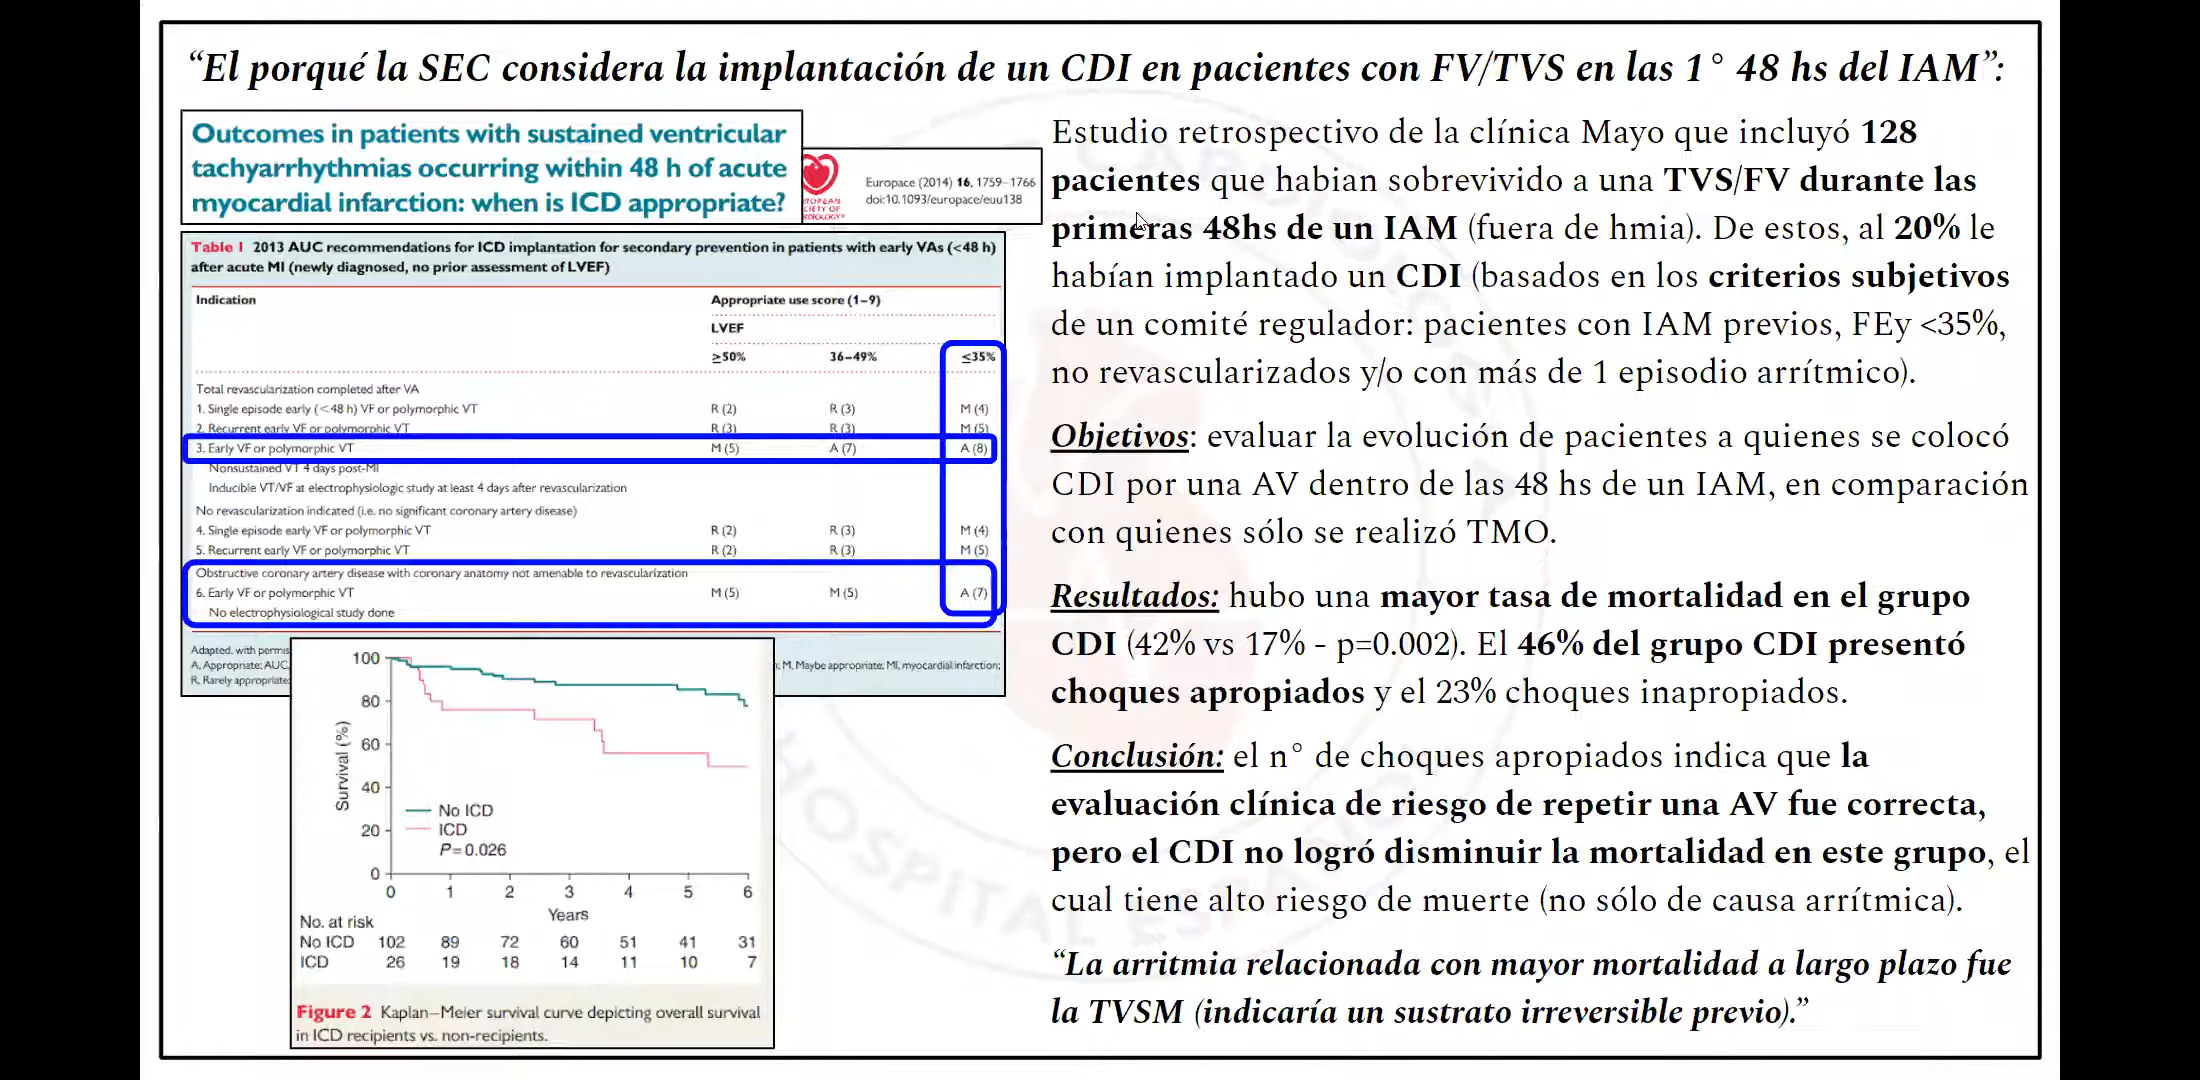 “El porqué la SEC considera la implantación de un CDI en pacientes con FV/TVS en las 1° 48 hs del IAM”:
Outcomes in patients with sustained ventricular
tachyarrhythmias occurring within 48 h of acute
myocardial infarction: when is ICD appropriate?
Europace (2014) 16, 1759–1766
doi:10.1093/europace/euu138
Table 1 2013 AUC recommendations for ICD implantation for secondary prevention in patients with early VAs (<48 h)
after acute MI (newly diagnosed, no prior assessment of LVEF)
Indication Appropriate use score (1–9)
LVEF
≥50% 36–49% ≤35%
Total revascularization completed after VA
1. Single episode early (<48 h) VF or polymorphic VT R (2) R (3) M (4)
2. Recurrent early VF or polymorphic VT R (3) R (3) M (5)
3. Early VF or polymorphic VT M (5) A (7) A (8)
Nonsustained VT 4 days post-MI
Inducible VT/VF at electrophysiologic study at least 4 days after revascularization
No revascularization indicated (i.e. no significant coronary artery disease)
4. Single episode early VF or polymorphic VT R (2) R (3) M (4)
5. Recurrent early VF or polymorphic VT R (2) R (3) M (5)
Obstructive coronary artery disease with coronary anatomy not amenable to revascularization
6. Early VF or polymorphic VT M (5) M (5) A (7)
No electrophysiological study done
Adapted, with
A, Appropriate; AUC, M, Maybe appropriate; MI, myocardial infarction;
R, Rarely appropriate;
100
80
60
40
20
0
Survival (%)
No ICD
ICD
P=0.026
0 1 2 3 4 5 6
Years
No. at risk
No ICD 102 89 72 60 51 41 31
ICD 26 19 18 14 11 10 7
Figure 2 Kaplan–Meier survival curve depicting overall survival
in ICD recipients vs. non-recipients.
Estudio retrospectivo de la clínica Mayo que incluyó 128
pacientes que habian sobrevivido a una TVS/FV durante las
primeras 48hs de un IAM (fuera de hmia). De estos, al 20% le
habían implantado un CDI (basados en los criterios subjetivos
de un comité regulador: pacientes con IAM previos, FEy <35%,
no revascularizados y/o con más de 1 episodio arrítmico).
Objetivos: evaluar la evolución de pacientes a quienes se colocó
CDI por una AV dentro de las 48 hs de un IAM, en comparación
con quienes sólo se realizó TMO.
Resultados: hubo una mayor tasa de mortalidad en el grupo
CDI (42% vs 17% - p=0.002). El 46% del grupo CDI presentó
choques apropiados y el 23% choques inapropiados.
Conclusión: el n° de choques apropiados indica que la
evaluación clínica de riesgo de repetir una AV fue correcta,
pero el CDI no logró disminuir la mortalidad en este grupo, el
cual tiene alto riesgo de muerte (no sólo de causa arrítmica).
“La arritmia relacionada con mayor mortalidad a largo plazo fue
la TVSM (indicaría un sustrato irreversible previo).”
HOSPITAL ESPAÑOL